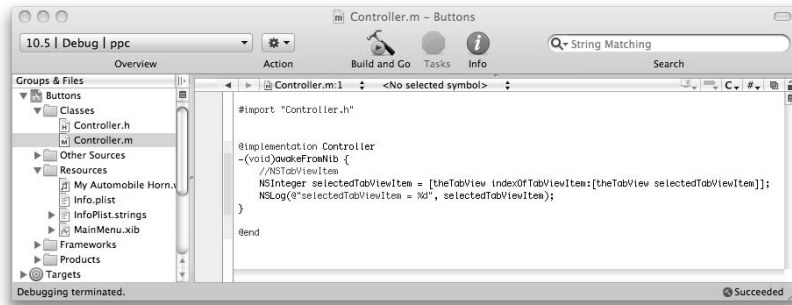 Controller.m – Buttons
10.5 | Debug | ppc
String Matching
Overview
Action
Build and Go
Tasks
Info
Search
Groups & Files
Controller.m:1
<No selected symbol>
C
#
Buttons
Classes
Controller.h
Controller.m
Other Sources
Resources
My Automobile Horn.
Info.plist
InfoPlist.strings
MainMenu.xib
Frameworks
Products
Targets
#import "Controller.h"
@implementation Controller
-(void)awakeFromNib {
//NSTabViewItem
NSInteger selectedTabViewItem = [theTabView indexOfTabViewItem:[theTabView selectedTabViewItem]];
NSLog(@"selectedTabViewItem = %d", selectedTabViewItem);
}
@end
Debugging terminated.
Succeeded